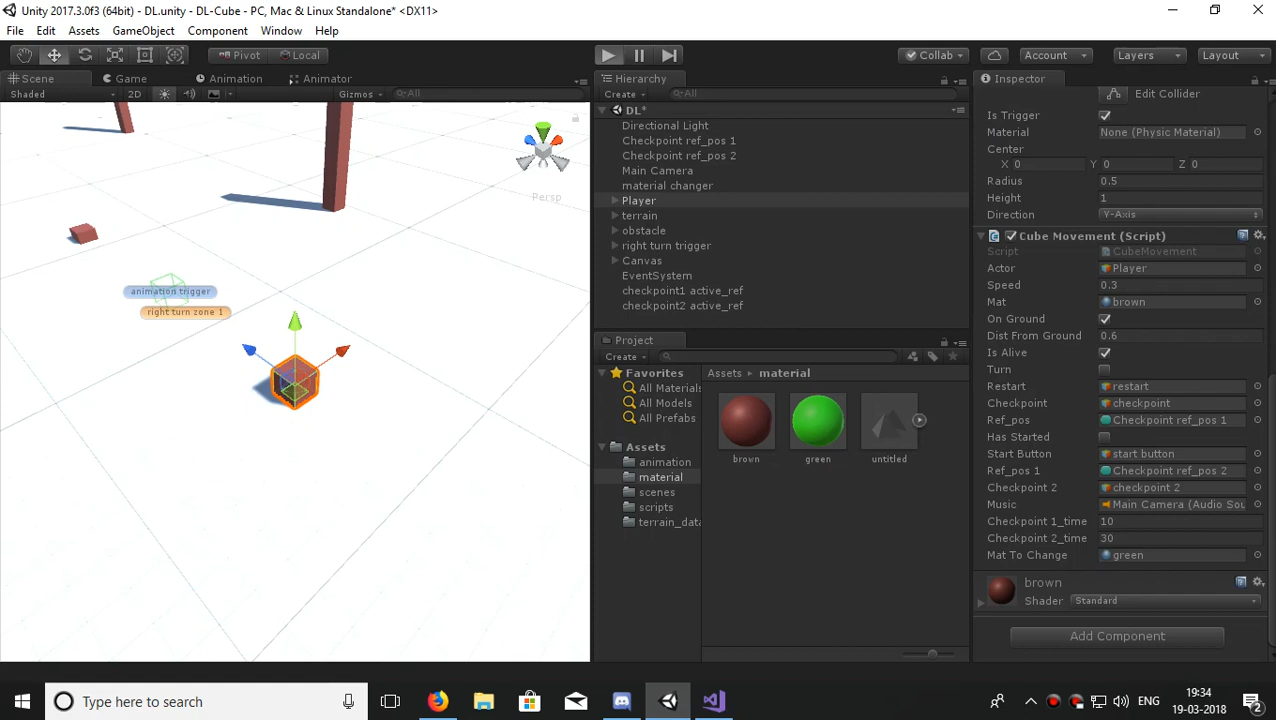 Unity 2017.3.0f3 (64bit) - DL.unity - DL-Cube - PC, Mac & Linux Standalone* <DX11>
File Edit Assets GameObject Component Window Help
Pivot Local Collab Account Layers Layout
Scene Game Animation Animator
Shaded 2D Gizmos All
Persp
animation trigger
right turn zone 1
Hierarchy
Create All
DL*
Directional Light
Checkpoint ref_pos 1
Checkpoint ref_pos 2
Main Camera
material changer
Player
terrain
obstacle
right turn trigger
Canvas
EventSystem
checkpoint1 active_ref
checkpoint2 active_ref
Project
Create
Favorites
All Materials
All Models
All Prefabs
Assets
animation
material
scenes
scripts
terrain_data
Assets material
brown green untitled
Inspector
Edit Collider
Is Trigger
Material None (Physic Material)
Center
X 0 Y 0 Z 0
Radius 0.5
Height 1
Direction Y-Axis
Cube Movement (Script)
Script CubeMovement
Actor Player
Speed 0.3
Mat brown
On Ground
Dist From Ground 0.6
Is Alive
Turn
Restart restart
Checkpoint checkpoint
Ref_pos Checkpoint ref_pos 1
Has Started
Start Button start button
Ref_pos 1 Checkpoint ref_pos 2
Checkpoint 2 checkpoint 2
Music Main Camera (Audio Sou
Checkpoint 1_time 10
Checkpoint 2_time 30
Mat To Change green
brown
Shader Standard
Add Component
Type here to search
ENG
19:34
19-03-2018
2